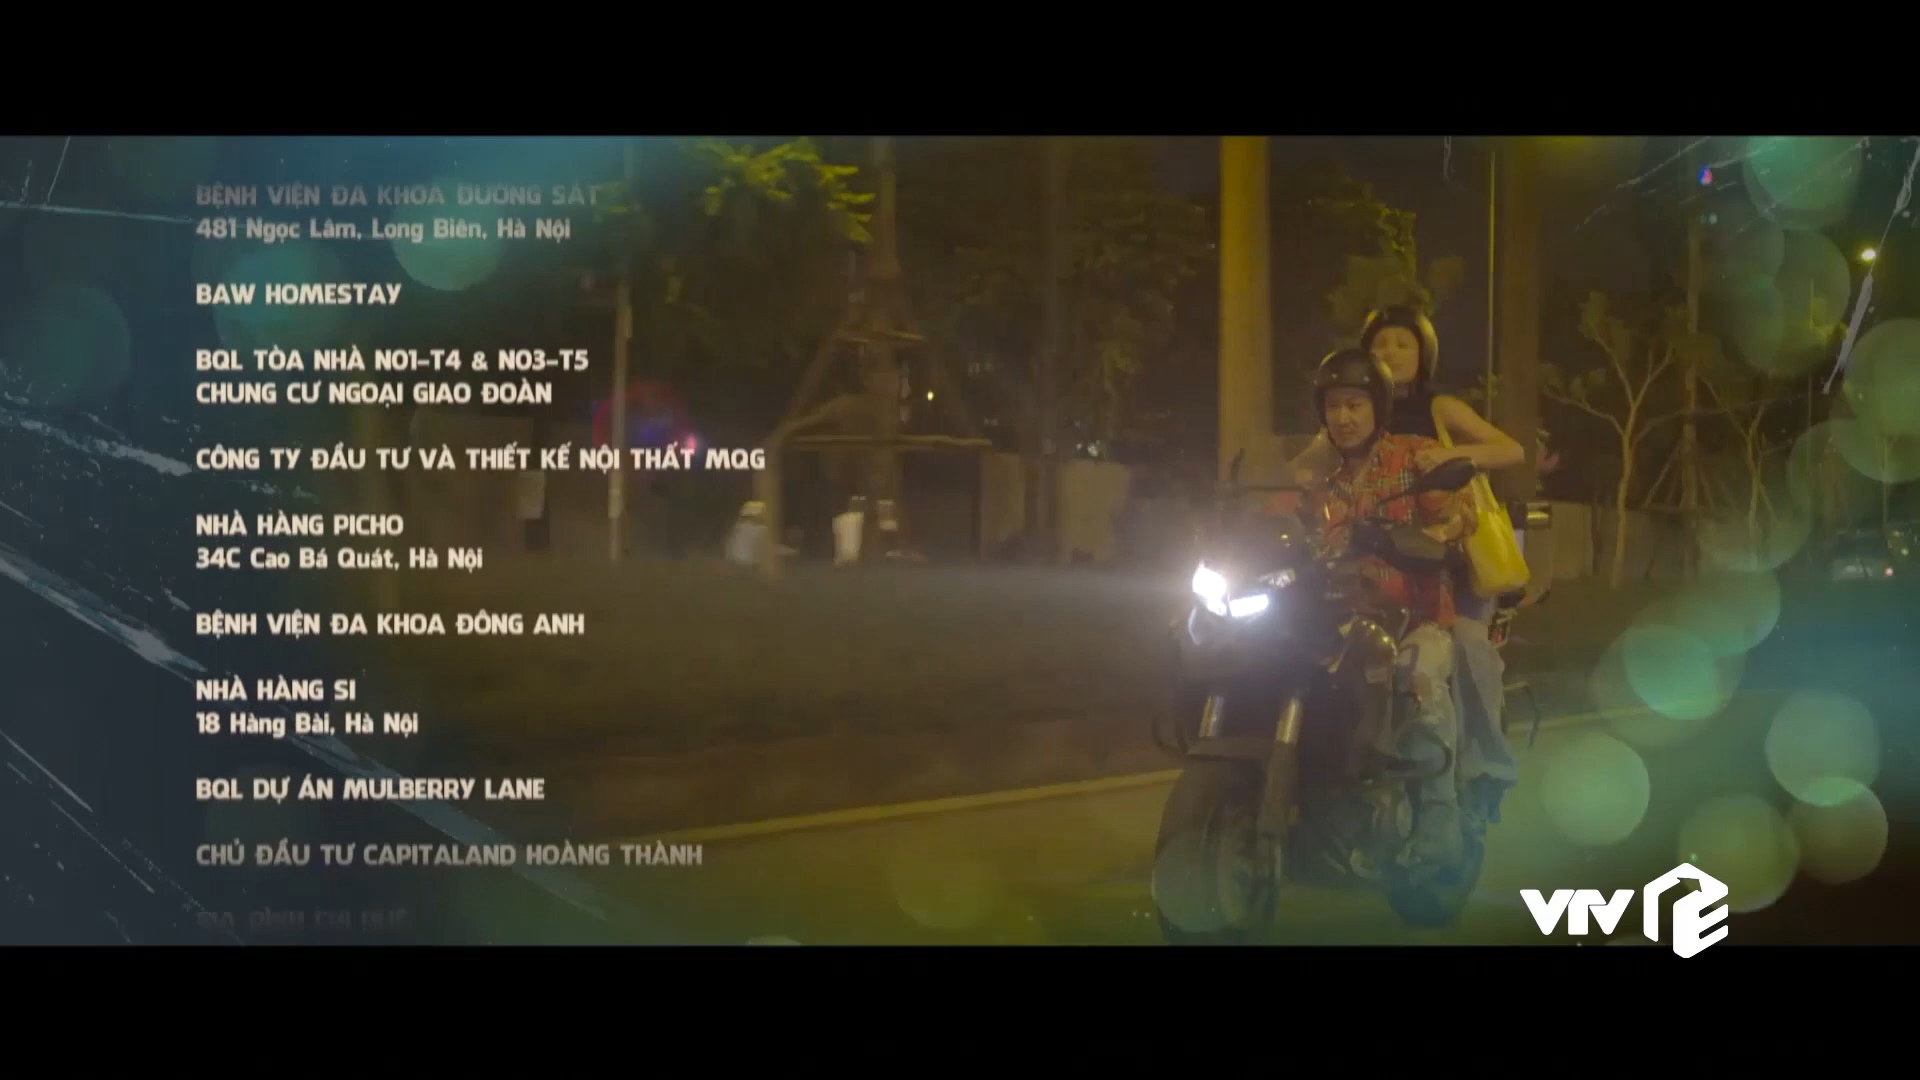 BỆNH VIỆN ĐA KHOA ĐƯỜNG SẮT
481 Ngọc Lâm, Long Biên, Hà Nội
BAW HOMESTAY
BQL TÒA NHÀ NO1-T4 & NO3-T5
CHUNG CƯ NGOẠI GIAO ĐOÀN
CÔNG TY ĐẦU TƯ VÀ THIẾT KẾ NỘI THẤT MQG
NHÀ HÀNG PICHO
34C Cao Bá Quát, Hà Nội
BỆNH VIỆN ĐA KHOA ĐÔNG ANH
NHÀ HÀNG SI
18 Hàng Bài, Hà Nội
BQL DỰ ÁN MULBERRY LANE
CHỦ ĐẦU TƯ CAPITALAND HOÀNG THÀNH
VTV